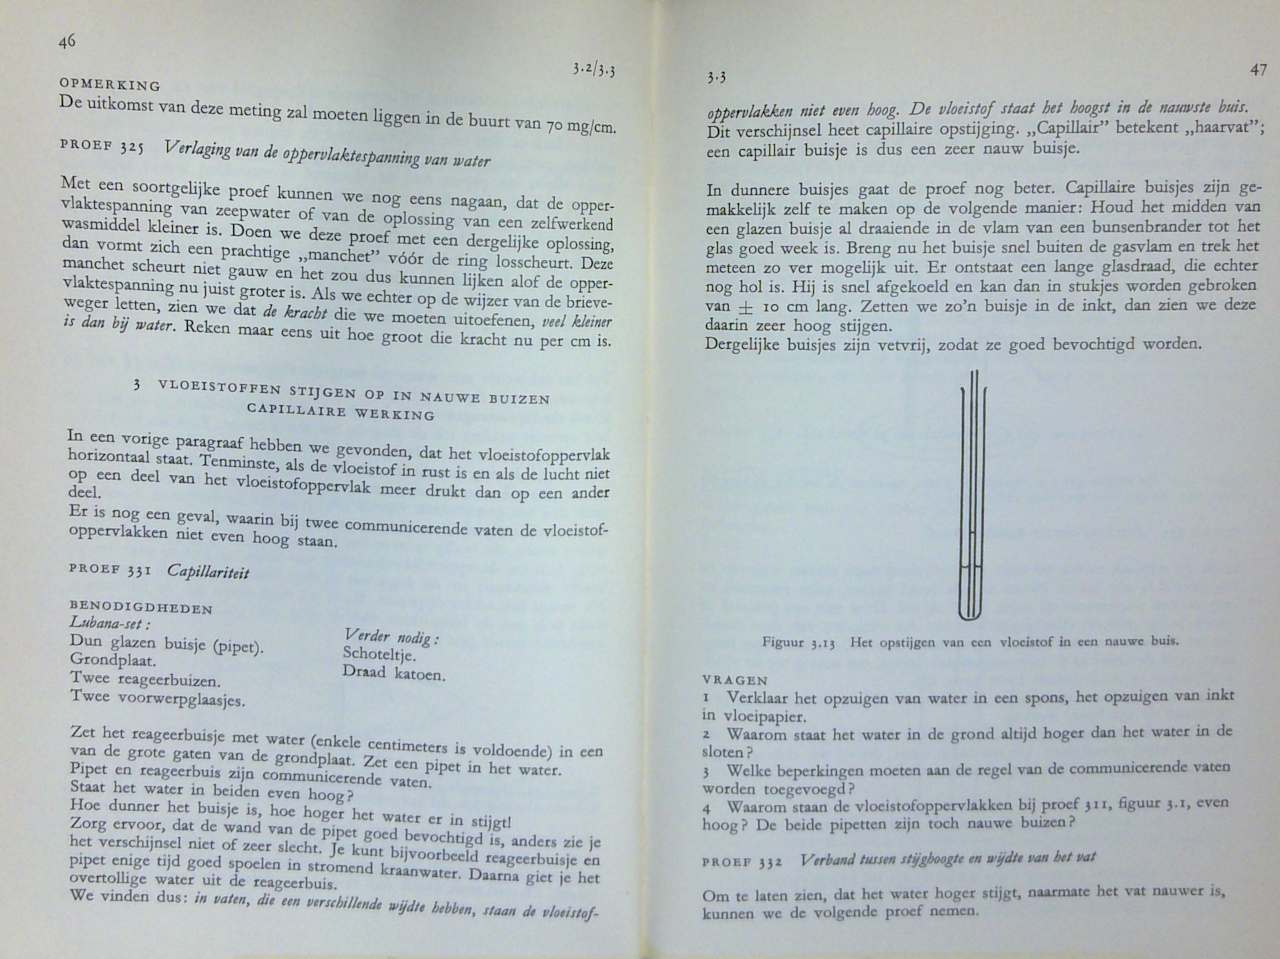 46
3.2/3.3
OPMERKING
De uitkomst van deze meting zal moeten liggen in de buurt van 70 mg/cm.
PROEF 325 Verlaging van de oppervlaktespanning van water
Met een soortgelijke proef kunnen we nog eens nagaan, dat de opper-
vlaktespanning van zeepwater of van de oplossing van een zelfwerkend
wasmiddel kleiner is. Doen we deze proef met een dergelijke oplossing,
dan vormt zich een prachtige „manchet” vóór de ring losscheurt. Deze
manchet scheurt niet gauw en het zou dus kunnen lijken alof de opper-
vlaktespanning nu juist groter is. Als we echter op de wijzer van de brieve-
weger letten, zien we dat de kracht die we moeten uitoefenen, veel kleiner
is dan bij water. Reken maar eens uit hoe groot die kracht nu per cm is.
3 VLOEISTOFFEN STIJGEN OP IN NAUWE BUIZEN
CAPILLAIRE WERKING
In een vorige paragraaf hebben we gevonden, dat het vloeistofoppervlak
horizontaal staat. Tenminste, als de vloeistof in rust is en als de lucht niet
op een deel van het vloeistofoppervlak meer drukt dan op een ander
deel.
Er is nog een geval, waarin bij twee communicerende vaten de vloeistof-
oppervlakken niet even hoog staan.
PROEF 331 Capillariteit
BENODIGDHEDEN
Lubana-set:
Dun glazen buisje (pipet).
Grondplaat.
Twee reageerbuizen.
Twee voorwerpglaasjes.
Verder nodig:
Schoteltje.
Draad katoen.
Zet het reageerbuisje met water (enkele centimeters is voldoende) in een
van de grote gaten van de grondplaat. Zet een pipet in het water.
Pipet en reageerbuis zijn communicerende vaten.
Staat het water in beiden even hoog?
Hoe dunner het buisje is, hoe hoger het water er in stijgt!
Zorg ervoor, dat de wand van de pipet goed bevochtigd is, anders zie je
het verschijnsel niet of zeer slecht. Je kunt bijvoorbeeld reageerbuisje en
pipet enige tijd goed spoelen in stromend kraanwater. Daarna giet je het
overtollige water uit de reageerbuis.
We vinden dus: in vaten, die een verschillende wijdte hebben, staan de vloeistof-
3.3
47
oppervlakken niet even hoog. De vloeistof staat het hoogst in de nauwste buis.
Dit verschijnsel heet capillaire opstijging. „Capillair” betekent „haarvat”;
een capillair buisje is dus een zeer nauw buisje.
In dunnere buisjes gaat de proef nog beter. Capillaire buisjes zijn ge-
makkelijk zelf te maken op de volgende manier: Houd het midden van
een glazen buisje al draaiende in de vlam van een bunsenbrander tot het
glas goed week is. Breng nu het buisje snel buiten de gasvlam en trek het
meteen zo ver mogelijk uit. Er ontstaat een lange glasdraad, die echter
nog hol is. Hij is snel afgekoeld en kan dan in stukjes worden gebroken
van ± 10 cm lang. Zetten we zo'n buisje in de inkt, dan zien we deze
daarin zeer hoog stijgen.
Dergelijke buisjes zijn vetvrij, zodat ze goed bevochtigd worden.
Figuur 3.13 Het opstijgen van een vloeistof in een nauwe buis.
VRAGEN
1 Verklaar het opzuigen van water in een spons, het opzuigen van inkt
in vloeipapier.
2 Waarom staat het water in de grond altijd hoger dan het water in de
sloten?
3 Welke beperkingen moeten aan de regel van de communicerende vaten
worden toegevoegd?
4 Waarom staan de vloeistofoppervlakken bij proef 311, figuur 3.1, even
hoog? De beide pipetten zijn toch nauwe buizen?
PROEF 332 Verband tussen stijghoogte en wijdte van het vat
Om te laten zien, dat het water hoger stijgt, naarmate het vat nauwer is,
kunnen we de volgende proef nemen.